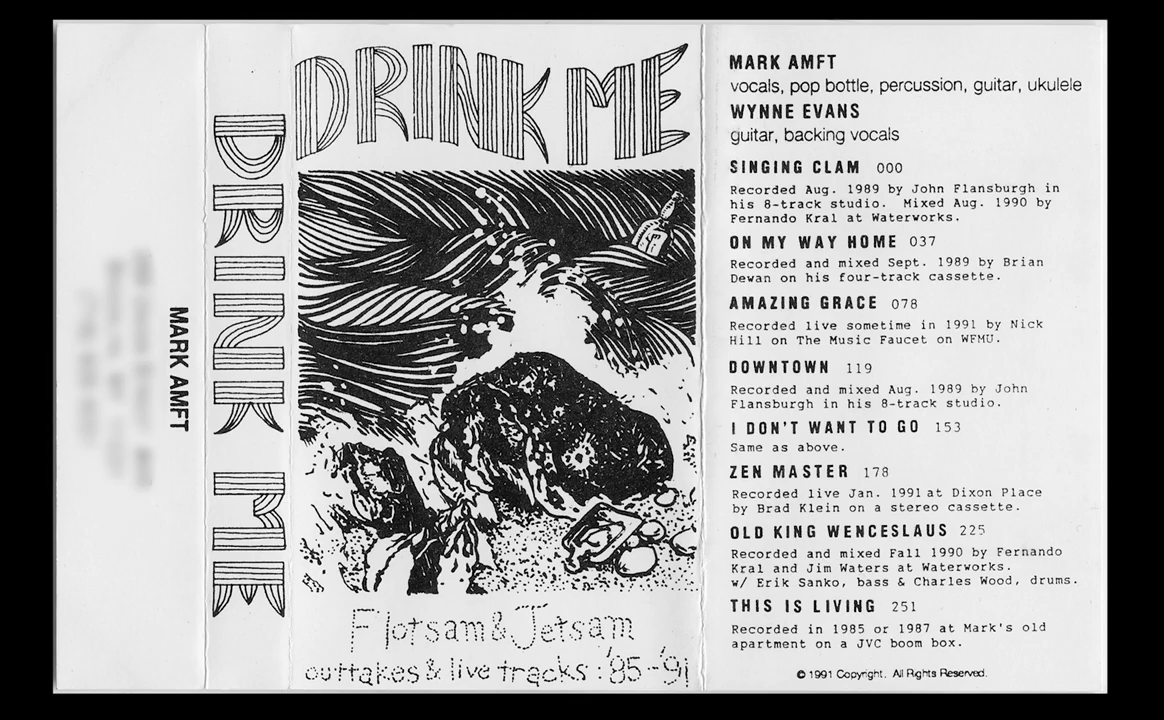 MARK AMFT
DRINK ME
DRINK ME
Flotsam & Jetsam
outtakes & live tracks: '85-'91
MARK AMFT
vocals, pop bottle, percussion, guitar, ukulele
WYNNE EVANS
guitar, backing vocals
SINGING CLAM 000
Recorded Aug. 1989 by John Flansburgh in
his 8-track studio. Mixed Aug. 1990 by
Fernando Kral at Waterworks.
ON MY WAY HOME 037
Recorded and mixed Sept. 1989 by Brian
Dewan on his four-track cassette.
AMAZING GRACE 078
Recorded live sometime in 1991 by Nick
Hill on The Music Faucet on WFMU.
DOWNTOWN 119
Recorded and mixed Aug. 1989 by John
Flansburgh in his 8-track studio.
I DON'T WANT TO GO 153
Same as above.
ZEN MASTER 178
Recorded live Jan. 1991 at Dixon Place
by Brad Klein on a stereo cassette.
OLD KING WENCESLAUS 225
Recorded and mixed Fall 1990 by Fernando
Kral and Jim Waters at Waterworks.
w/ Erik Sanko, bass & Charles Wood, drums.
THIS IS LIVING 251
Recorded in 1985 or 1987 at Mark's old
apartment on a JVC boom box.
© 1991 Copyright. All Rights Reserved.